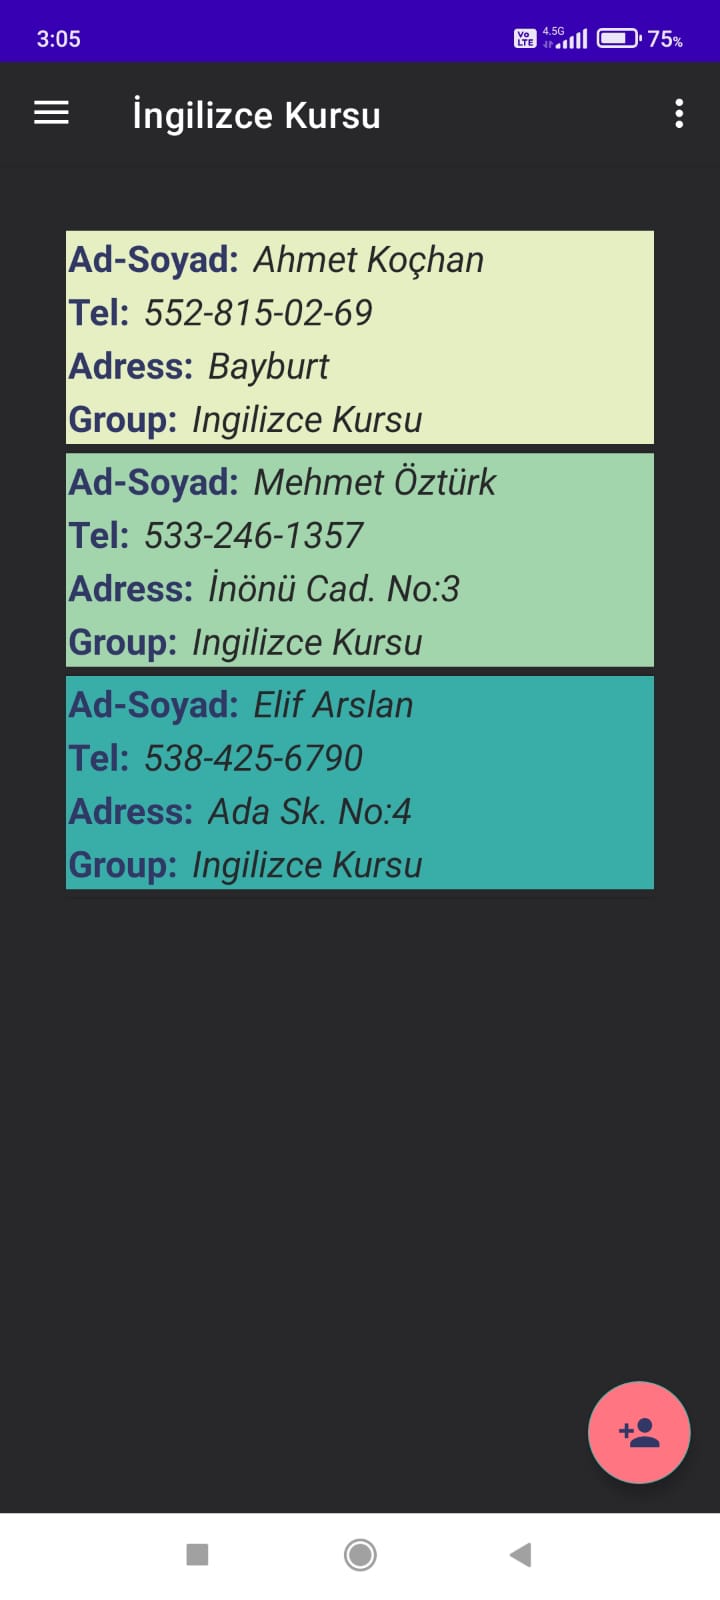 3:05 Vo LTE 4.5G 75%
İngilizce Kursu
Ad-Soyad: Ahmet Koçhan
Tel: 552-815-02-69
Adress: Bayburt
Group: Ingilizce Kursu
Ad-Soyad: Mehmet Öztürk
Tel: 533-246-1357
Adress: İnönü Cad. No:3
Group: Ingilizce Kursu
Ad-Soyad: Elif Arslan
Tel: 538-425-6790
Adress: Ada Sk. No:4
Group: Ingilizce Kursu